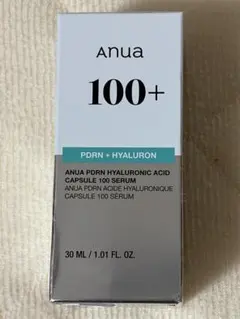 Anua
100+
PDRN + HYALURON
ANUA PDRN HYALURONIC ACID
CAPSULE 100 SERUM
ANUA PDRN ACIDE HYALURONIQUE
CAPSULE 100 SÉRUM
30 ML / 1.01 FL. OZ.